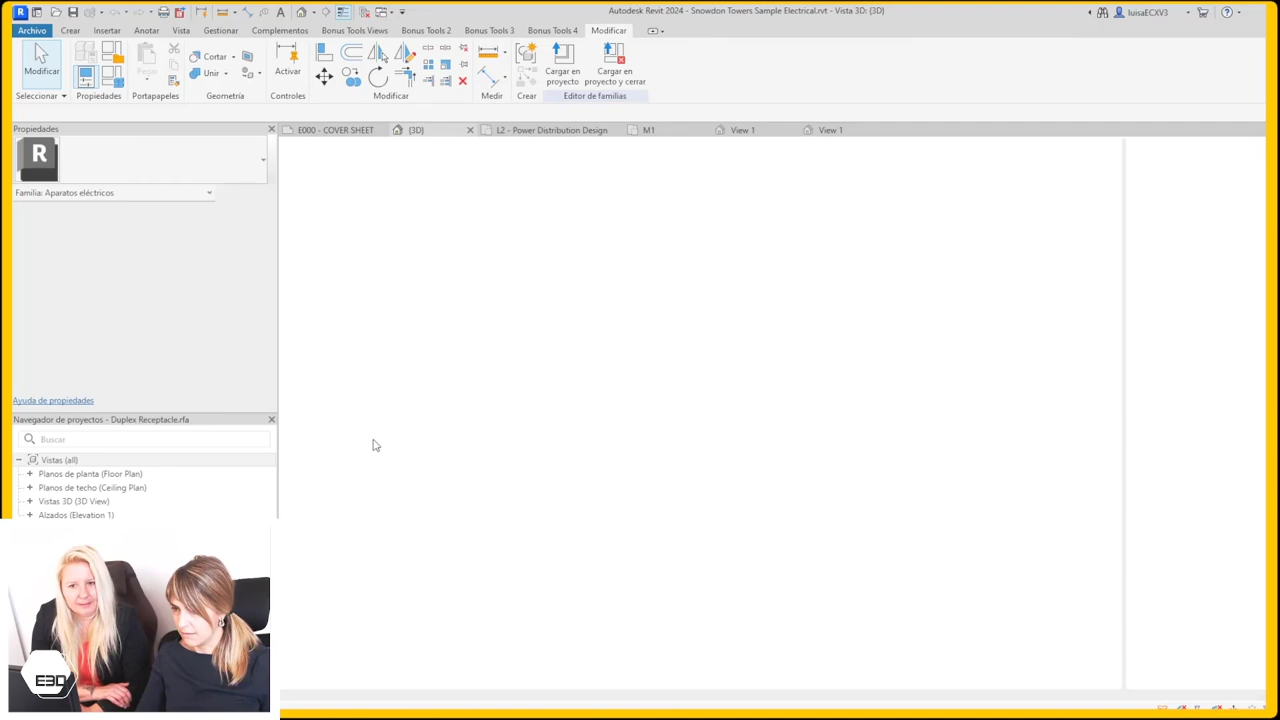 Autodesk Revit 2024 - Snowdon Towers Sample Electrical.rvt - Vista 3D: {3D}
luisaECXV3
Archivo Crear Insertar Anotar Vista Gestionar Complementos Bonus Tools Views Bonus Tools 2 Bonus Tools 3 Bonus Tools 4 Modificar
Modificar
Pegar
Cortar
Unir
Activar
Cargar en proyecto
Cargar en proyecto y cerrar
Seleccionar Propiedades Portapapeles Geometría Controles Modificar Medir Crear Editor de familias
Propiedades
E000 - COVER SHEET {3D} L2 - Power Distribution Design M1 View 1 View 1
R
Familia: Aparatos eléctricos
Ayuda de propiedades
Navegador de proyectos - Duplex Receptacle.rfa
Buscar
Vistas (all)
Planos de planta (Floor Plan)
Planos de techo (Ceiling Plan)
Vistas 3D (3D View)
Alzados (Elevation 1)
E3D